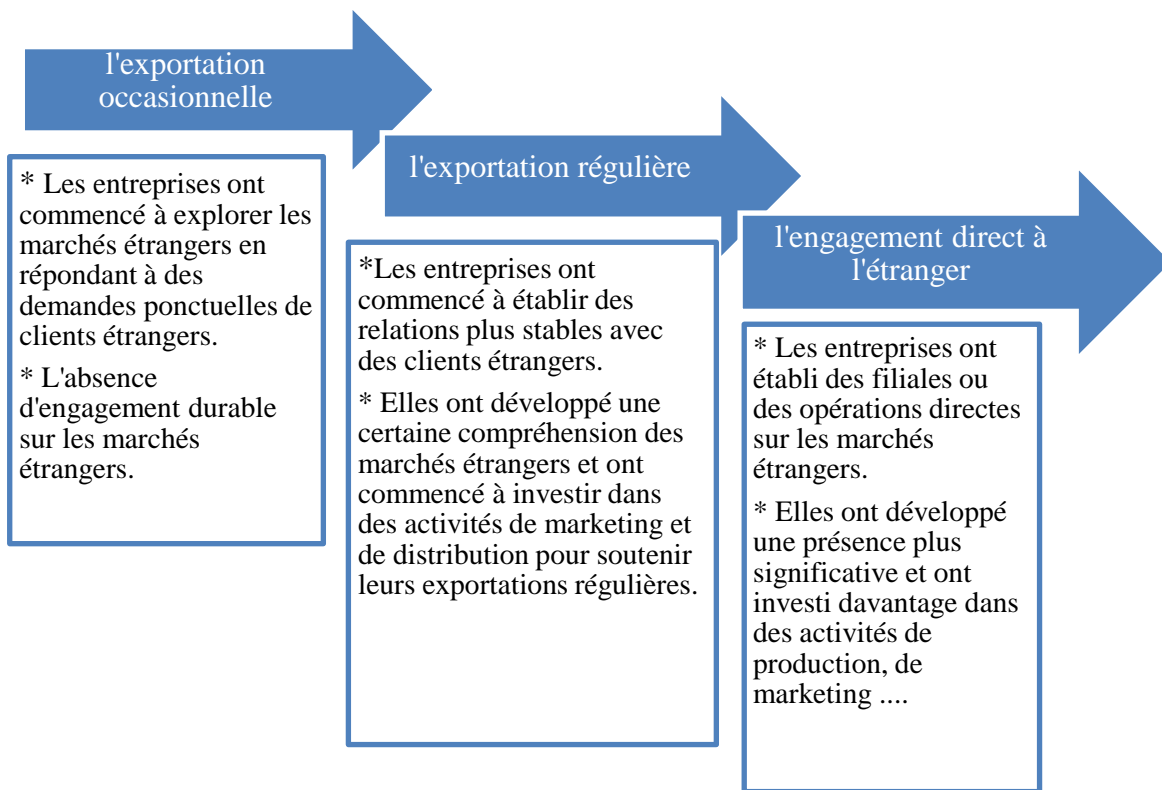 l'exportation
occasionnelle
* Les entreprises ont
commencé à explorer les
marchés étrangers en
répondant à des
demandes ponctuelles de
clients étrangers.
* L'absence
d'engagement durable
sur les marchés
étrangers.
l'exportation régulière
*Les entreprises ont
commencé à établir des
relations plus stables avec
des clients étrangers.
* Elles ont développé une
certaine compréhension des
marchés étrangers et ont
commencé à investir dans
des activités de marketing et
de distribution pour soutenir
leurs exportations régulières.
l'engagement direct à
l'étranger
* Les entreprises ont
établi des filiales ou
des opérations directes
sur les marchés
étrangers.
* Elles ont développé
une présence plus
significative et ont
investi davantage dans
des activités de
production, de
marketing ....